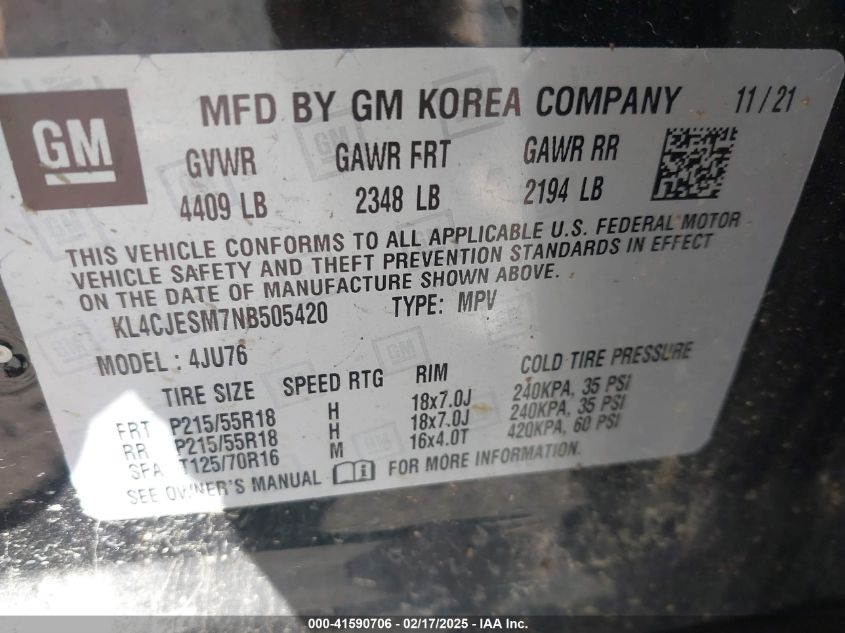 GM
MFD BY GM KOREA COMPANY 11/21
GVWR GAWR FRT GAWR RR
4409 LB 2348 LB 2194 LB
THIS VEHICLE CONFORMS TO ALL APPLICABLE U.S. FEDERAL MOTOR
VEHICLE SAFETY AND THEFT PREVENTION STANDARDS IN EFFECT
ON THE DATE OF MANUFACTURE SHOWN ABOVE.
KL4CJESM7NB505420 TYPE: MPV
MODEL: 4JU76
TIRE SIZE SPEED RTG RIM COLD TIRE PRESSURE
FRT P215/55R18 H 18x7.0J 240KPA, 35 PSI
RR P215/55R18 H 18x7.0J 240KPA, 35 PSI
SPA T125/70R16 M 16x4.0T 420KPA, 60 PSI
SEE OWNER'S MANUAL FOR MORE INFORMATION.
000-41590706 - 02/17/2025 - IAA Inc.